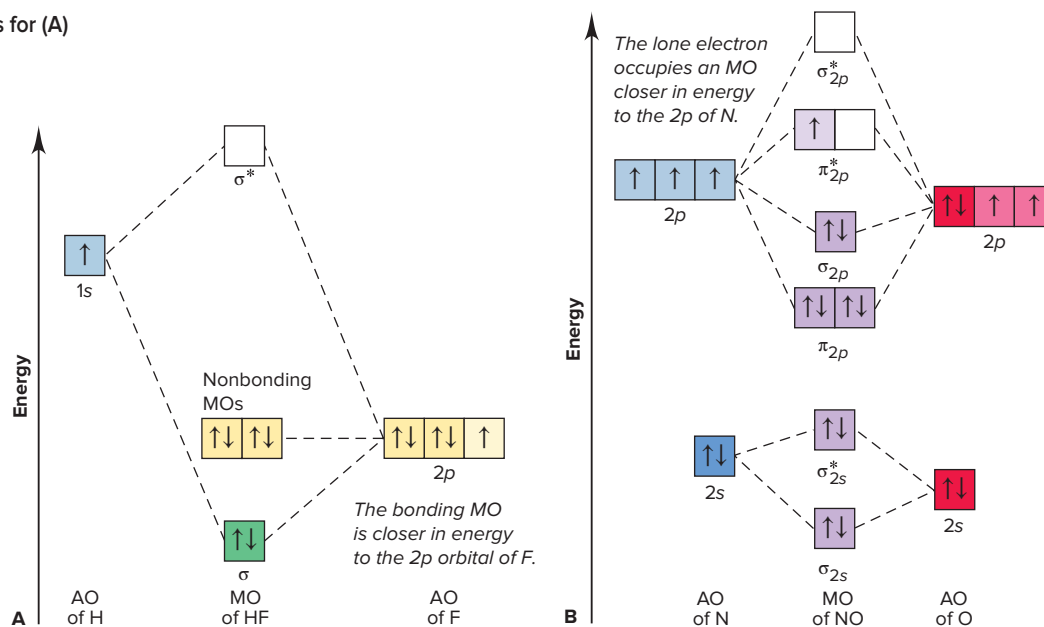 s for (A)
Energy
σ*
↑
1s
Nonbonding
MOs
↑↓ ↑↓
↑↓ ↑↓ ↑
2p
The bonding MO
is closer in energy
to the 2p orbital of F.
↑↓
σ
A
AO
of H
MO
of HF
AO
of F
Energy
The lone electron
occupies an MO
closer in energy
to the 2p of N.
σ*2p
↑
π*2p
↑ ↑ ↑
2p
↑↓ ↑ ↑
2p
↑↓
σ2p
↑↓ ↑↓
π2p
↑↓
σ*2s
↑↓
2s
↑↓
2s
↑↓
σ2s
B
AO
of N
MO
of NO
AO
of O